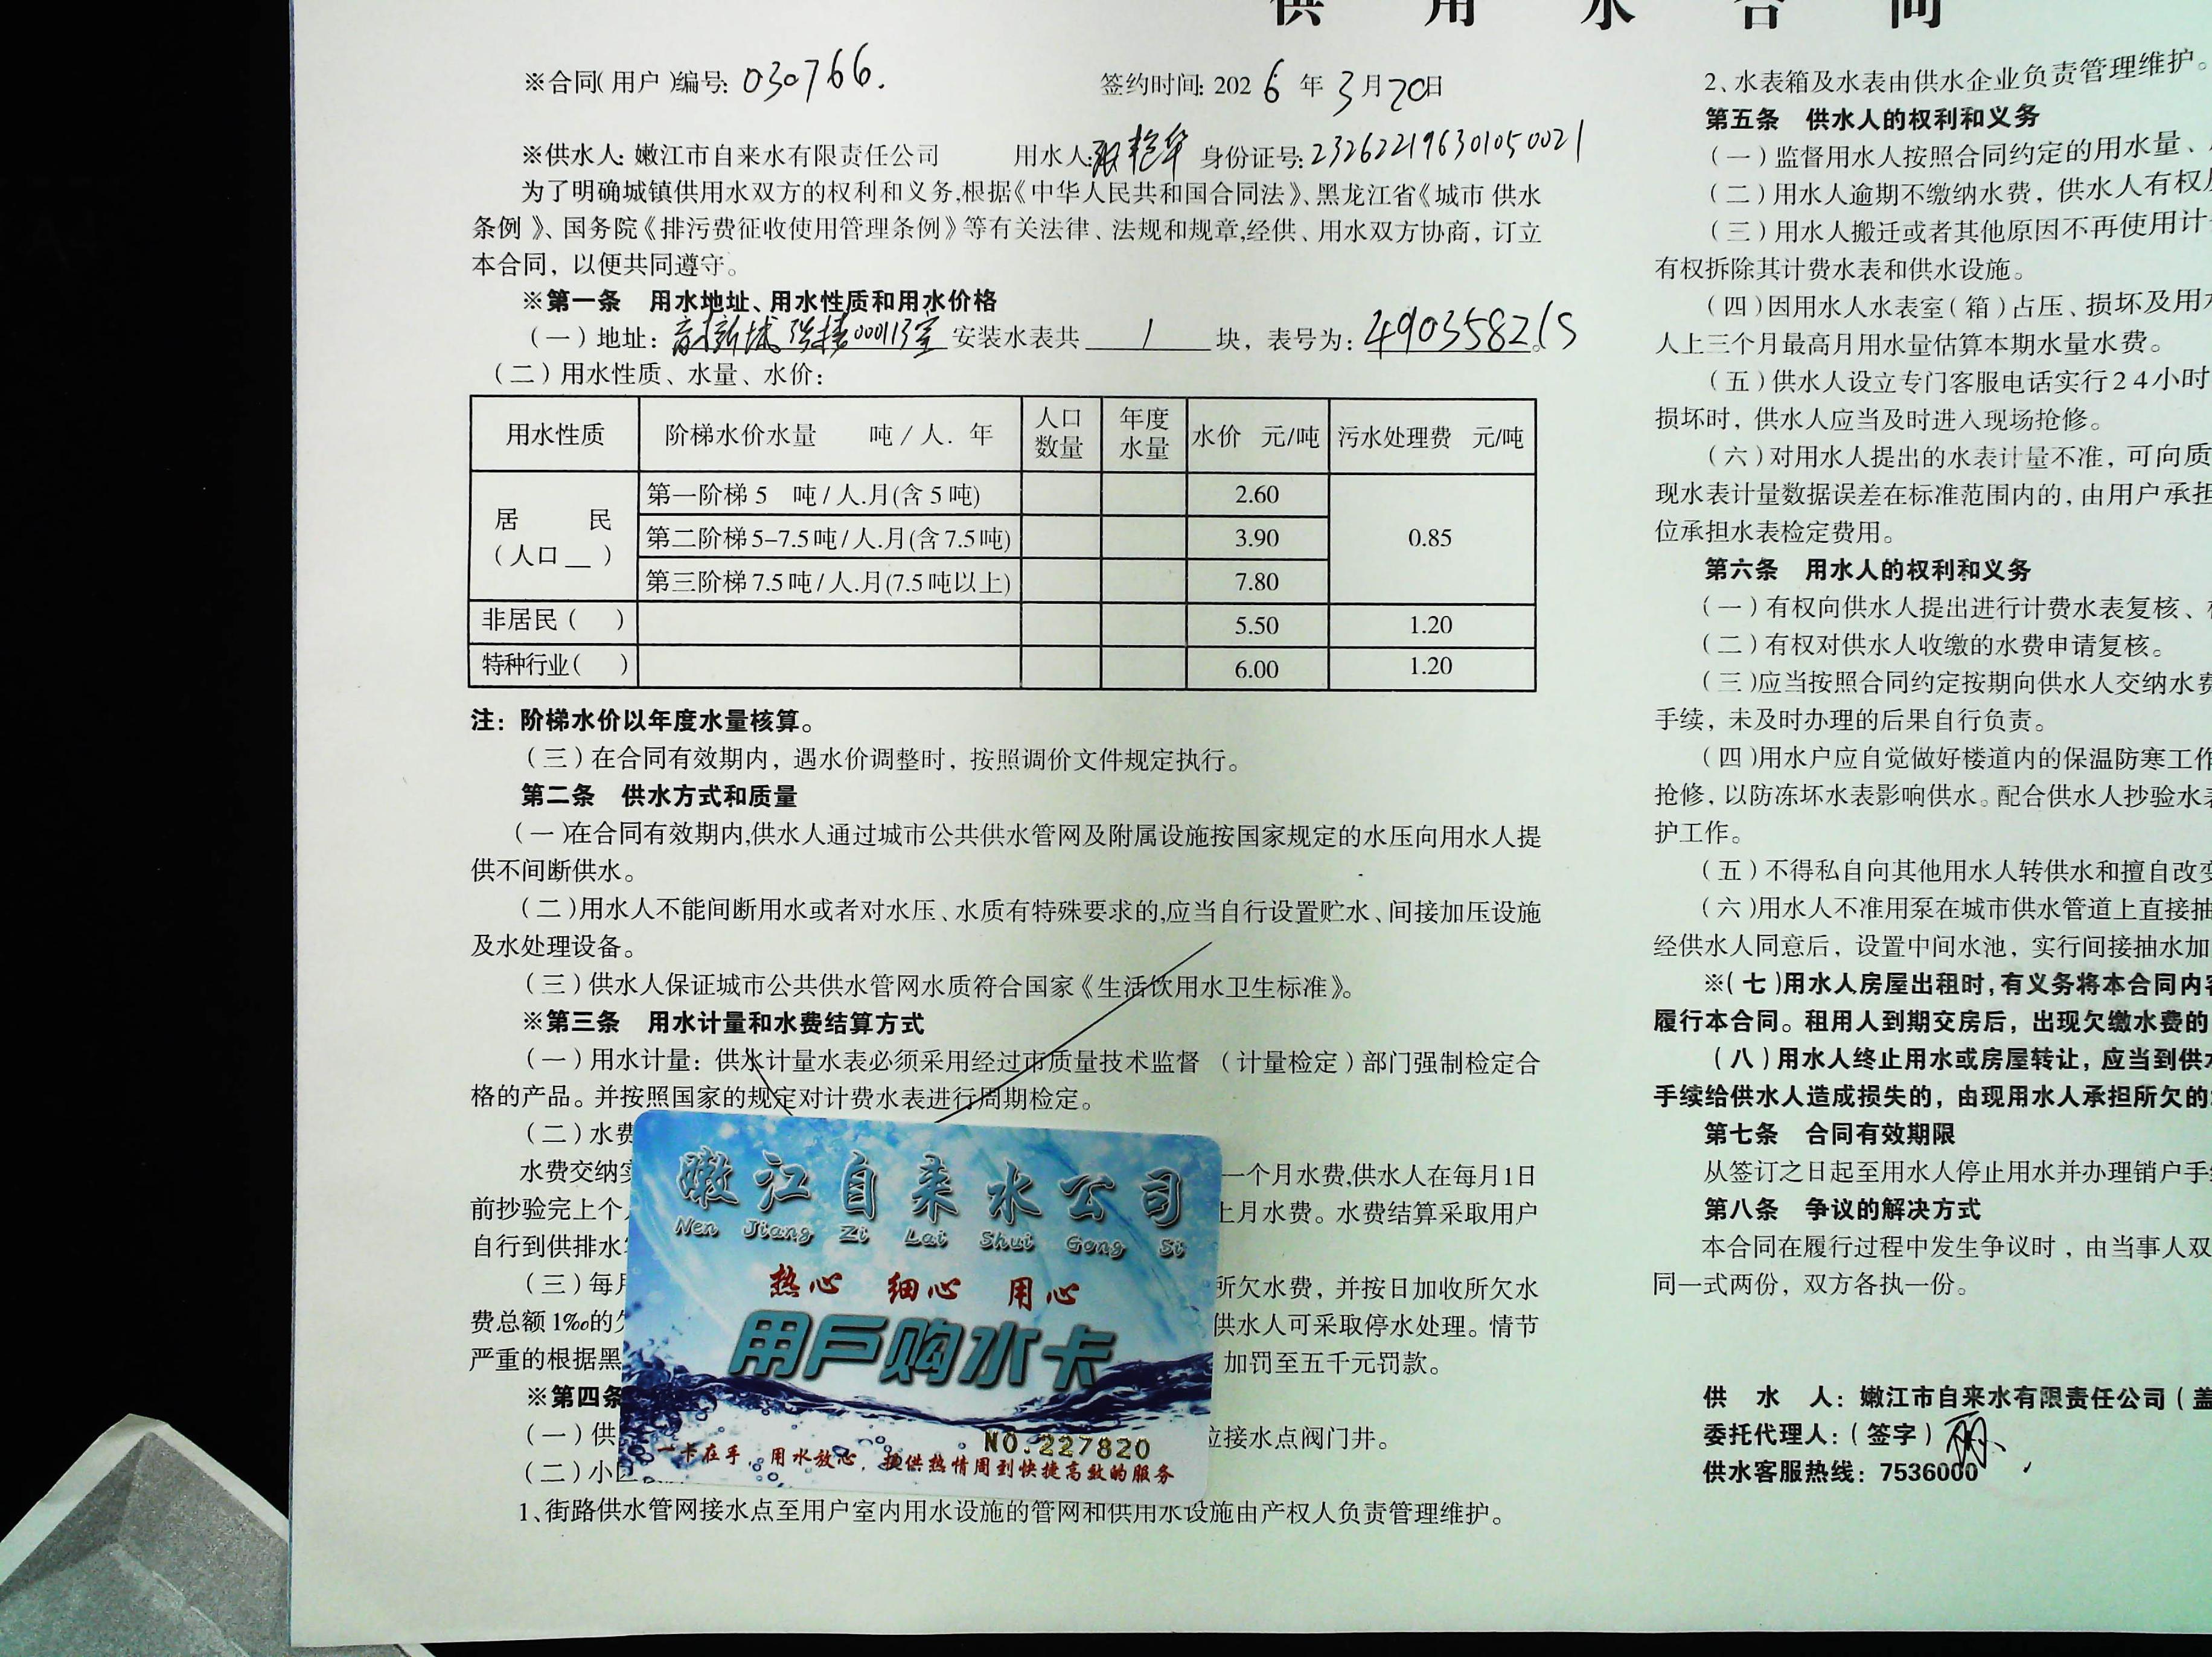 供 用 水 合 同
※合同(用户)编号: 030766.
签约时间: 2026年3月20日
※供水人: 嫩江市自来水有限责任公司 用水人: 艳华 身份证号: 232622196301050021
为了明确城镇供用水双方的权利和义务,根据《中华人民共和国合同法》、黑龙江省《城市 供水
条例》、国务院《排污费征收使用管理条例》等有关法律、法规和规章,经供、用水双方协商，订立
本合同，以便共同遵守。
※第一条 用水地址、用水性质和用水价格
（一）地址: 000113室 安装水表共 1 块，表号为: 490358215
（二）用水性质、水量、水价:
用水性质 阶梯水价水量 吨/人.年 人口数量 年度水量 水价 元/吨 污水处理费 元/吨
居 民 （人口__）
第一阶梯 5 吨/人.月(含5吨) 2.60 0.85
第二阶梯5-7.5吨/人.月(含7.5吨) 3.90
第三阶梯7.5吨/人.月(7.5吨以上) 7.80
非居民（ ） 5.50 1.20
特种行业（ ） 6.00 1.20
注: 阶梯水价以年度水量核算。
（三）在合同有效期内，遇水价调整时，按照调价文件规定执行。
第二条 供水方式和质量
（一）在合同有效期内,供水人通过城市公共供水管网及附属设施按国家规定的水压向用水人提
供不间断供水。
（二）用水人不能间断用水或者对水压、水质有特殊要求的,应当自行设置贮水、间接加压设施
及水处理设备。
（三）供水人保证城市公共供水管网水质符合国家《生活饮用水卫生标准》。
※第三条 用水计量和水费结算方式
（一）用水计量: 供水计量水表必须采用经过市质量技术监督（计量检定）部门强制检定合
格的产品。并按照国家的规定对计费水表进行周期检定。
（二）水费
水费交纳实 一个月水费,供水人在每月1日
前抄验完上个 上月水费。水费结算采取用户
自行到供排水
（三）每月 所欠水费，并按日加收所欠水
费总额1‰的欠 供水人可采取停水处理。情节
严重的根据黑 加罚至五千元罚款。
※第四条
（一）供 接水点阀门井。
（二）小区
1、街路供水管网接水点至用户室内用水设施的管网和供用水设施由产权人负责管理维护。
嫩江自来水公司
Nen Jiang Zi Lai Shui Gong Si
热心 细心 用心
用户购水卡
NO.227820
一卡在手，用水放心，提供热情周到快捷高效的服务
2、水表箱及水表由供水企业负责管理维护。
第五条 供水人的权利和义务
（一）监督用水人按照合同约定的用水量、
（二）用水人逾期不缴纳水费，供水人有权
（三）用水人搬迁或者其他原因不再使用计
有权拆除其计费水表和供水设施。
（四）因用水人水表室（箱）占压、损坏及用
人上三个月最高月用水量估算本期水量水费。
（五）供水人设立专门客服电话实行24小时
损坏时，供水人应当及时进入现场抢修。
（六）对用水人提出的水表计量不准，可向质
现水表计量数据误差在标准范围内的，由用户承担
位承担水表检定费用。
第六条 用水人的权利和义务
（一）有权向供水人提出进行计费水表复核、
（二）有权对供水人收缴的水费申请复核。
（三）应当按照合同约定按期向供水人交纳水费
手续，未及时办理的后果自行负责。
（四）用水户应自觉做好楼道内的保温防寒工作
抢修，以防冻坏水表影响供水。配合供水人抄验水表
护工作。
（五）不得私自向其他用水人转供水和擅自改变
（六）用水人不准用泵在城市供水管道上直接抽
经供水人同意后，设置中间水池，实行间接抽水加
※（七）用水人房屋出租时,有义务将本合同内容
履行本合同。租用人到期交房后，出现欠缴水费的
（八）用水人终止用水或房屋转让，应当到供水
手续给供水人造成损失的，由现用水人承担所欠的
第七条 合同有效期限
从签订之日起至用水人停止用水并办理销户手续
第八条 争议的解决方式
本合同在履行过程中发生争议时，由当事人双
同一式两份，双方各执一份。
供 水 人: 嫩江市自来水有限责任公司（盖
委托代理人:（签字）
供水客服热线: 7536000